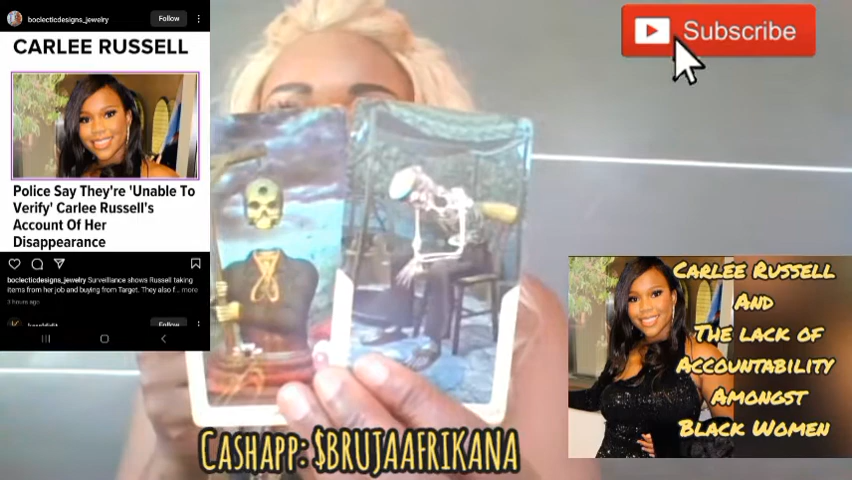 boclecticdesigns_jewelry
Follow
CARLEE RUSSELL
Police Say They're 'Unable To
Verify' Carlee Russell's
Account Of Her
Disappearance
boclecticdesigns_jewelry Surveillance shows Russell taking
items from her job and buying from Target. They also f... more
3 hours ago
Follow
Subscribe
CARLEE RUSSELL
AND
THE LACK OF
ACCOUNTABILITY
AMONGST
BLACK WOMEN
CASHAPP: $BRUJAAFRIKANA